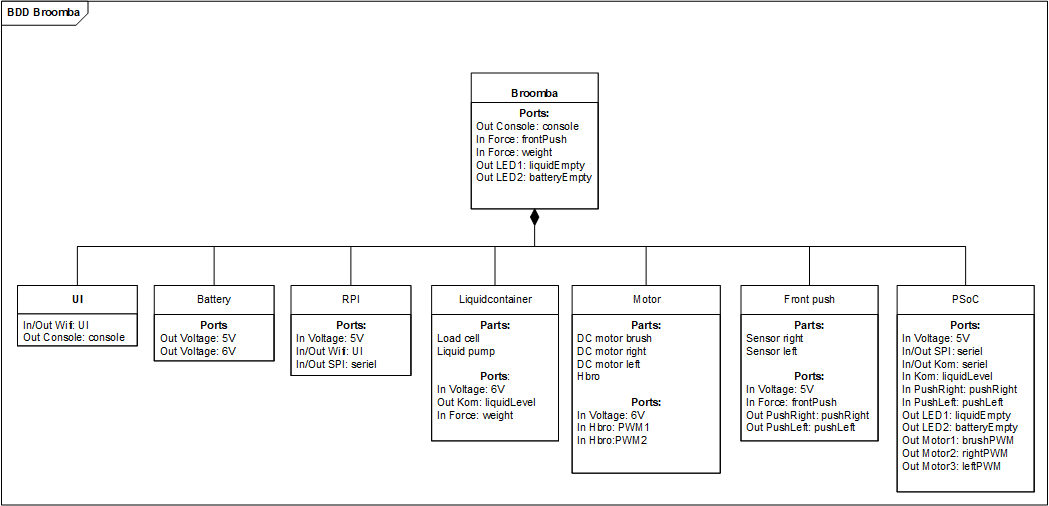 BDD Broomba
Broomba
Ports:
Out Console: console
In Force: frontPush
In Force: weight
Out LED1: liquidEmpty
Out LED2: batteryEmpty
UI
In/Out Wifi: UI
Out Console: console
Battery
Ports
Out Voltage: 5V
Out Voltage: 6V
RPI
Ports:
In Voltage: 5V
In/Out Wifi: UI
In/Out SPI: seriel
Liquidcontainer
Parts:
Load cell
Liquid pump
Ports:
In Voltage: 6V
Out Kom: liquidLevel
In Force: weight
Motor
Parts:
DC motor brush
DC motor right
DC motor left
Hbro
Ports:
In Voltage: 6V
In Hbro: PWM1
In Hbro:PWM2
Front push
Parts:
Sensor right
Sensor left
Ports:
In Voltage: 5V
In Force: frontPush
Out PushRight: pushRight
Out PushLeft: pushLeft
PSoC
Ports:
In Voltage: 5V
In/Out SPI: seriel
In/Out Kom: seriel
In Kom: liquidLevel
In PushRight: pushRight
In PushLeft: pushLeft
Out LED1: liquidEmpty
Out LED2: batteryEmpty
Out Motor1: brushPWM
Out Motor2: rightPWM
Out Motor3: leftPWM